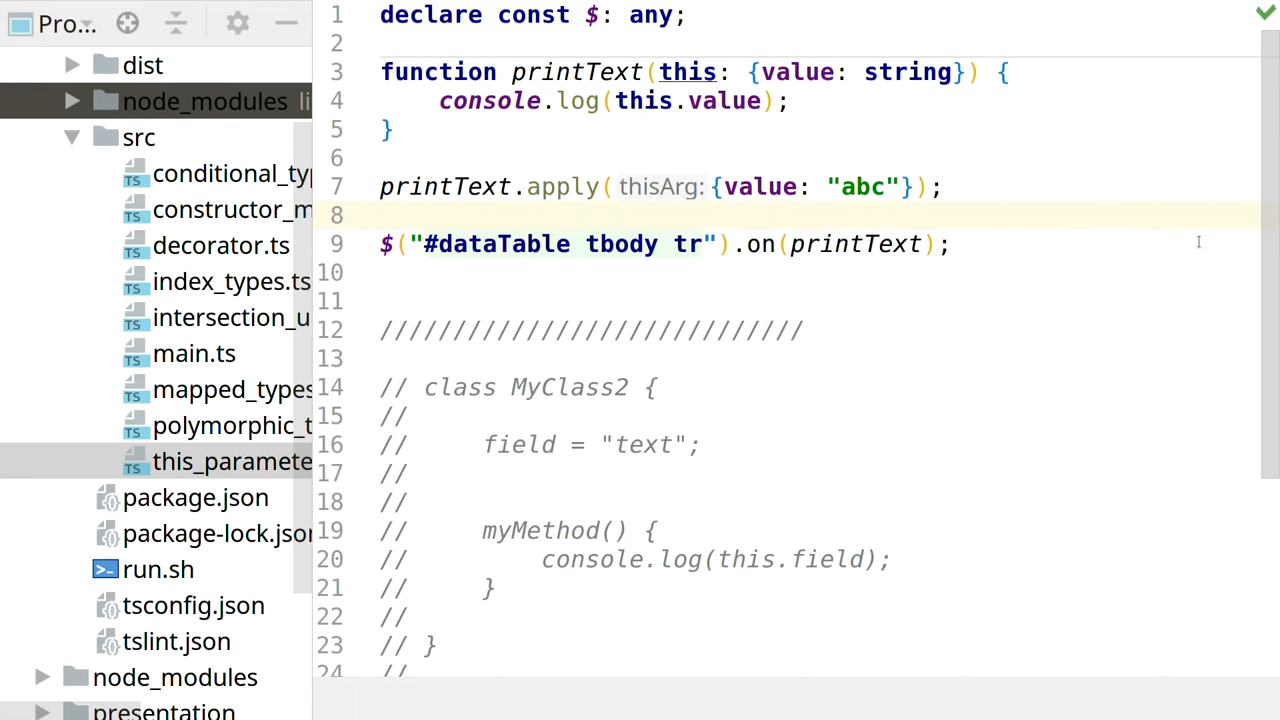 Pro...
dist
node_modules li
src
conditional_typ
constructor_m
decorator.ts
index_types.ts
intersection_u
main.ts
mapped_types
polymorphic_t
this_paramete
package.json
package-lock.json
run.sh
tsconfig.json
tslint.json
node_modules
presentation
1 declare const $: any;
2
3 function printText(this: {value: string}) {
4 console.log(this.value);
5 }
6
7 printText.apply( thisArg: {value: "abc"});
8
9 $("#dataTable tbody tr").on(printText);
10
11
12 /////////////////////////////
13
14 // class MyClass2 {
15 //
16 // field = "text";
17 //
18 //
19 // myMethod() {
20 // console.log(this.field);
21 // }
22 //
23 // }
24 //